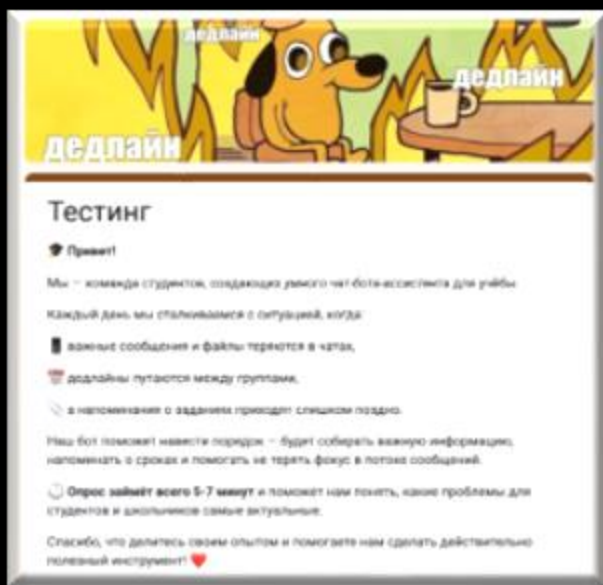 дедлайн
дедлайн
дедлайн
Тестинг
🎓 Привет!
Мы – команда студентов, создающих умного чат-бота-ассистента для учёбы.
Каждый день мы сталкиваемся с ситуацией, когда:
📱 важные сообщения и файлы теряются в чатах,
📅 дедлайны путаются между группами,
📎 а напоминания о заданиях приходят слишком поздно.
Наш бот поможет навести порядок – будет собирать важную информацию,
напоминать о сроках и помогать не терять фокус в потоке сообщений.
Опрос займёт всего 5-7 минут и поможет нам понять, какие проблемы для
студентов и школьников самые актуальные.
Спасибо, что делитесь своим опытом и помогаете нам сделать действительно
полезный инструмент! ❤️